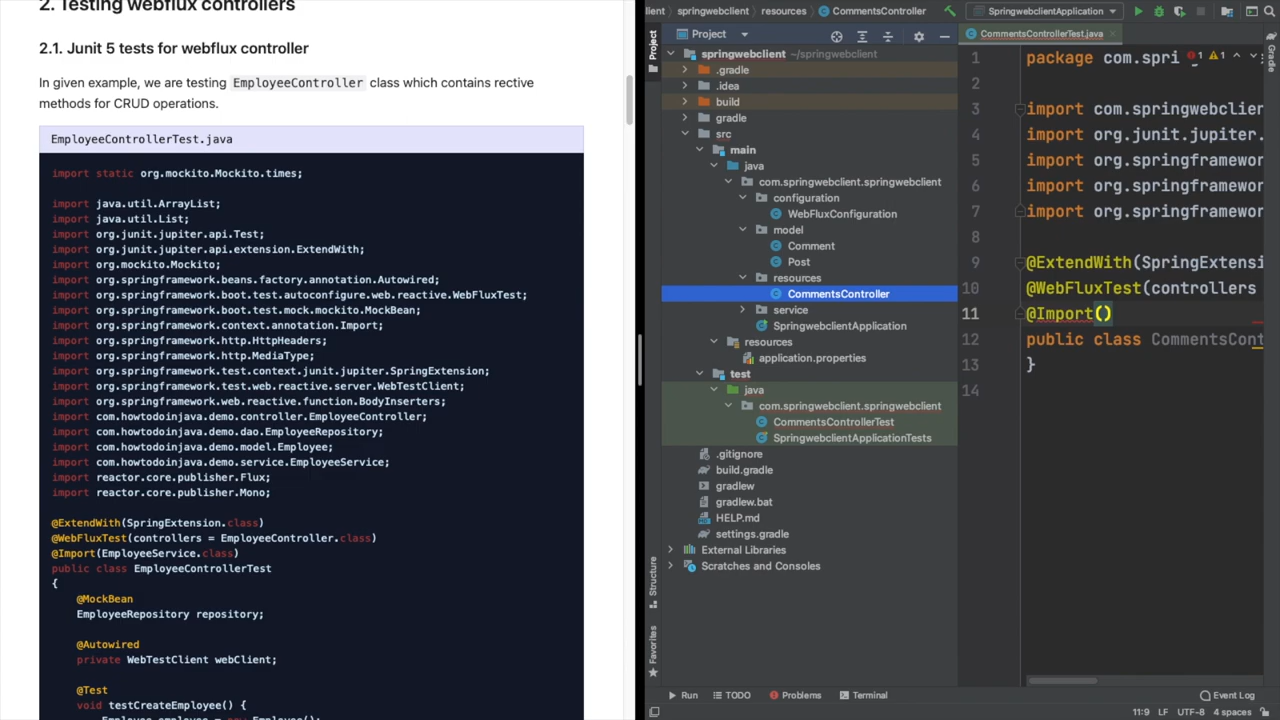 2. Testing webflux controllers
2.1. Junit 5 tests for webflux controller
In given example, we are testing EmployeeController class which contains rective
methods for CRUD operations.
EmployeeControllerTest.java
import static org.mockito.Mockito.times;
import java.util.ArrayList;
import java.util.List;
import org.junit.jupiter.api.Test;
import org.junit.jupiter.api.extension.ExtendWith;
import org.mockito.Mockito;
import org.springframework.beans.factory.annotation.Autowired;
import org.springframework.boot.test.autoconfigure.web.reactive.WebFluxTest;
import org.springframework.boot.test.mock.mockito.MockBean;
import org.springframework.context.annotation.Import;
import org.springframework.http.HttpHeaders;
import org.springframework.http.MediaType;
import org.springframework.test.context.junit.jupiter.SpringExtension;
import org.springframework.test.web.reactive.server.WebTestClient;
import org.springframework.web.reactive.function.BodyInserters;
import com.howtodoinjava.demo.controller.EmployeeController;
import com.howtodoinjava.demo.dao.EmployeeRepository;
import com.howtodoinjava.demo.model.Employee;
import com.howtodoinjava.demo.service.EmployeeService;
import reactor.core.publisher.Flux;
import reactor.core.publisher.Mono;
@ExtendWith(SpringExtension.class)
@WebFluxTest(controllers = EmployeeController.class)
@Import(EmployeeService.class)
public class EmployeeControllerTest
{
@MockBean
EmployeeRepository repository;
@Autowired
private WebTestClient webClient;
@Test
void testCreateEmployee() {
Employee employee = new Employee();
client springwebclient resources CommentsController SpringwebclientApplication
Project
CommentsControllerTest.java
Project
Gradle
springwebclient ~/springwebclient
.gradle
.idea
build
gradle
src
main
java
com.springwebclient.springwebclient
configuration
WebFluxConfiguration
model
Comment
Post
resources
CommentsController
service
SpringwebclientApplication
resources
application.properties
test
java
com.springwebclient.springwebclient
CommentsControllerTest
SpringwebclientApplicationTests
.gitignore
build.gradle
gradlew
gradlew.bat
HELP.md
settings.gradle
External Libraries
Scratches and Consoles
Structure
Favorites
1 package com.spri 1 1
2
3 import com.springwebclien
4 import org.junit.jupiter.
5 import org.springframewor
6 import org.springframewor
7 import org.springframewor
8
9 @ExtendWith(SpringExtensi
10 @WebFluxTest(controllers
11 @Import()
12 public class CommentsCont
13 }
14
Run TODO Problems Terminal Event Log
11:9 LF UTF-8 4 spaces